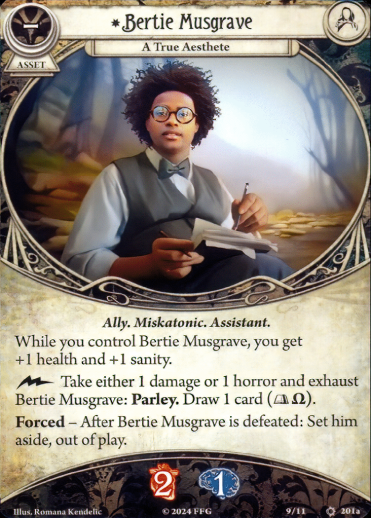 Bertie Musgrave
A True Aesthete
ASSET
Ally. Miskatonic. Assistant.
While you control Bertie Musgrave, you get
+1 health and +1 sanity.
Take either 1 damage or 1 horror and exhaust
Bertie Musgrave: Parley. Draw 1 card ( Ω).
Forced – After Bertie Musgrave is defeated: Set him
aside, out of play.
2 1
Illus. Romana Kendelic © 2024 FFG 9/11 201a